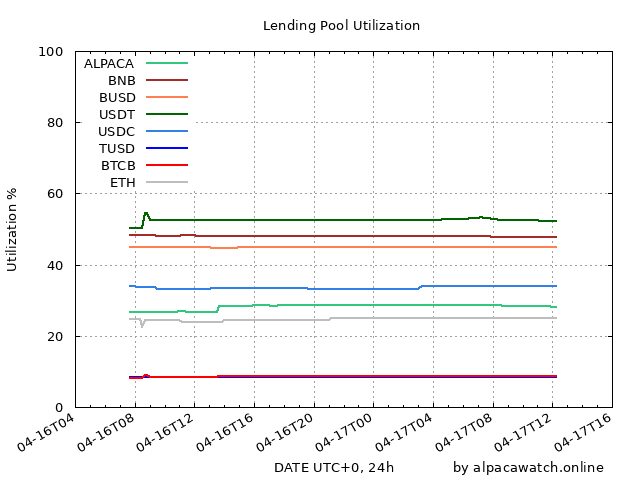 Lending Pool Utilization
100
80
60
40
20
0
Utilization %
ALPACA
BNB
BUSD
USDT
USDC
TUSD
BTCB
ETH
04-16T04
04-16T08
04-16T12
04-16T16
04-16T20
04-17T00
04-17T04
04-17T08
04-17T12
04-17T16
DATE UTC+0, 24h
by alpacawatch.online